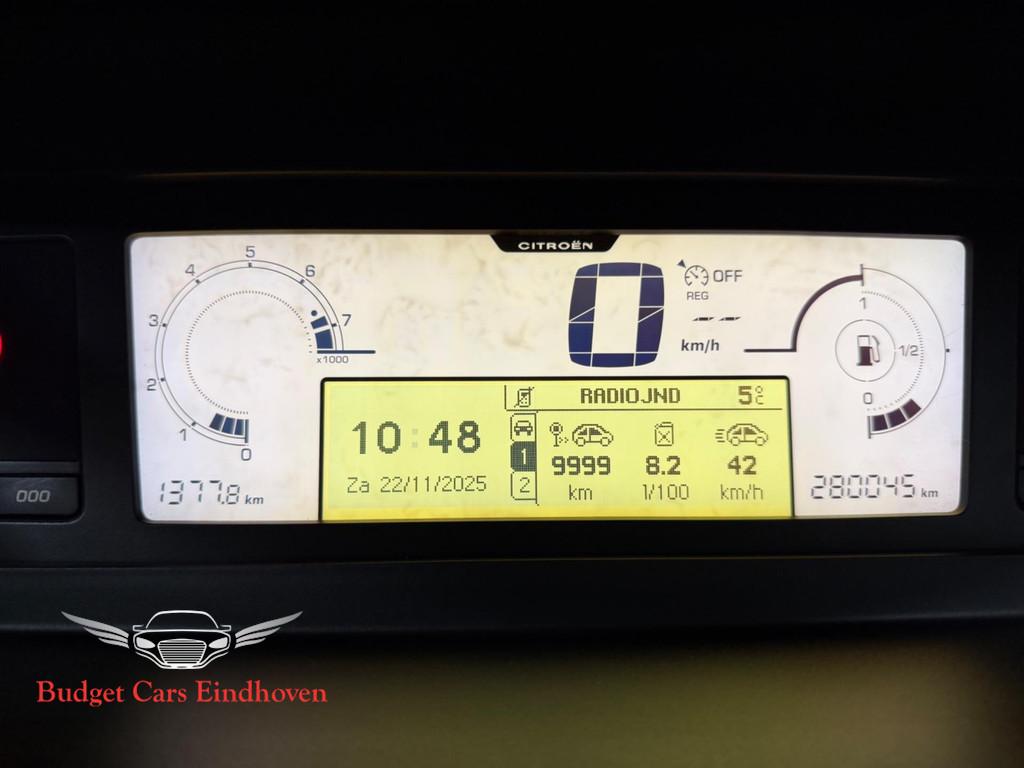 CITROËN
5
4
6
3
7
x1000
2
1
0
OFF
REG
-- --
km/h
1
1/2
0
RADIOJND 5°C
10:48
1
9999 8.2 42
Za 22/11/2025
2
km l/100 km/h
1377.8 km
280045 km
000
Budget Cars Eindhoven